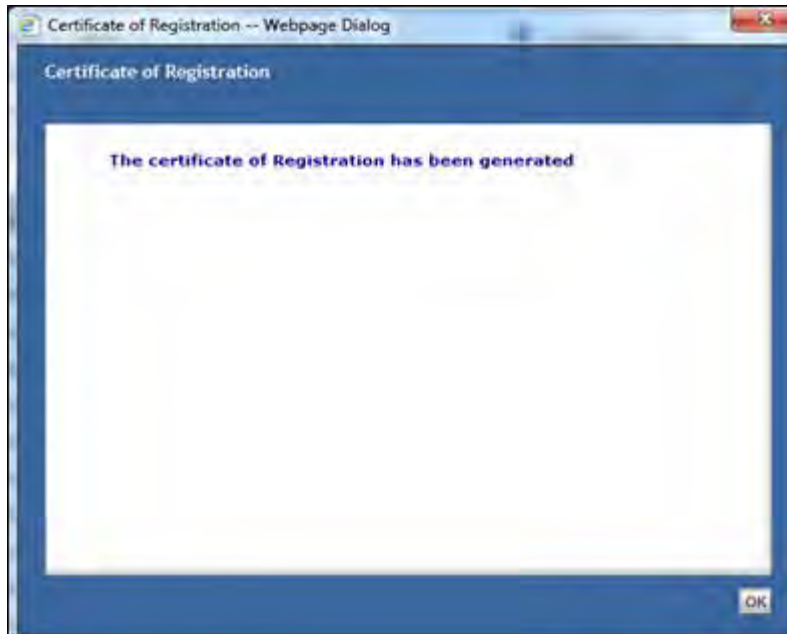 Certificate of Registration -- Webpage Dialog
Certificate of Registration
The certificate of Registration has been generated
OK